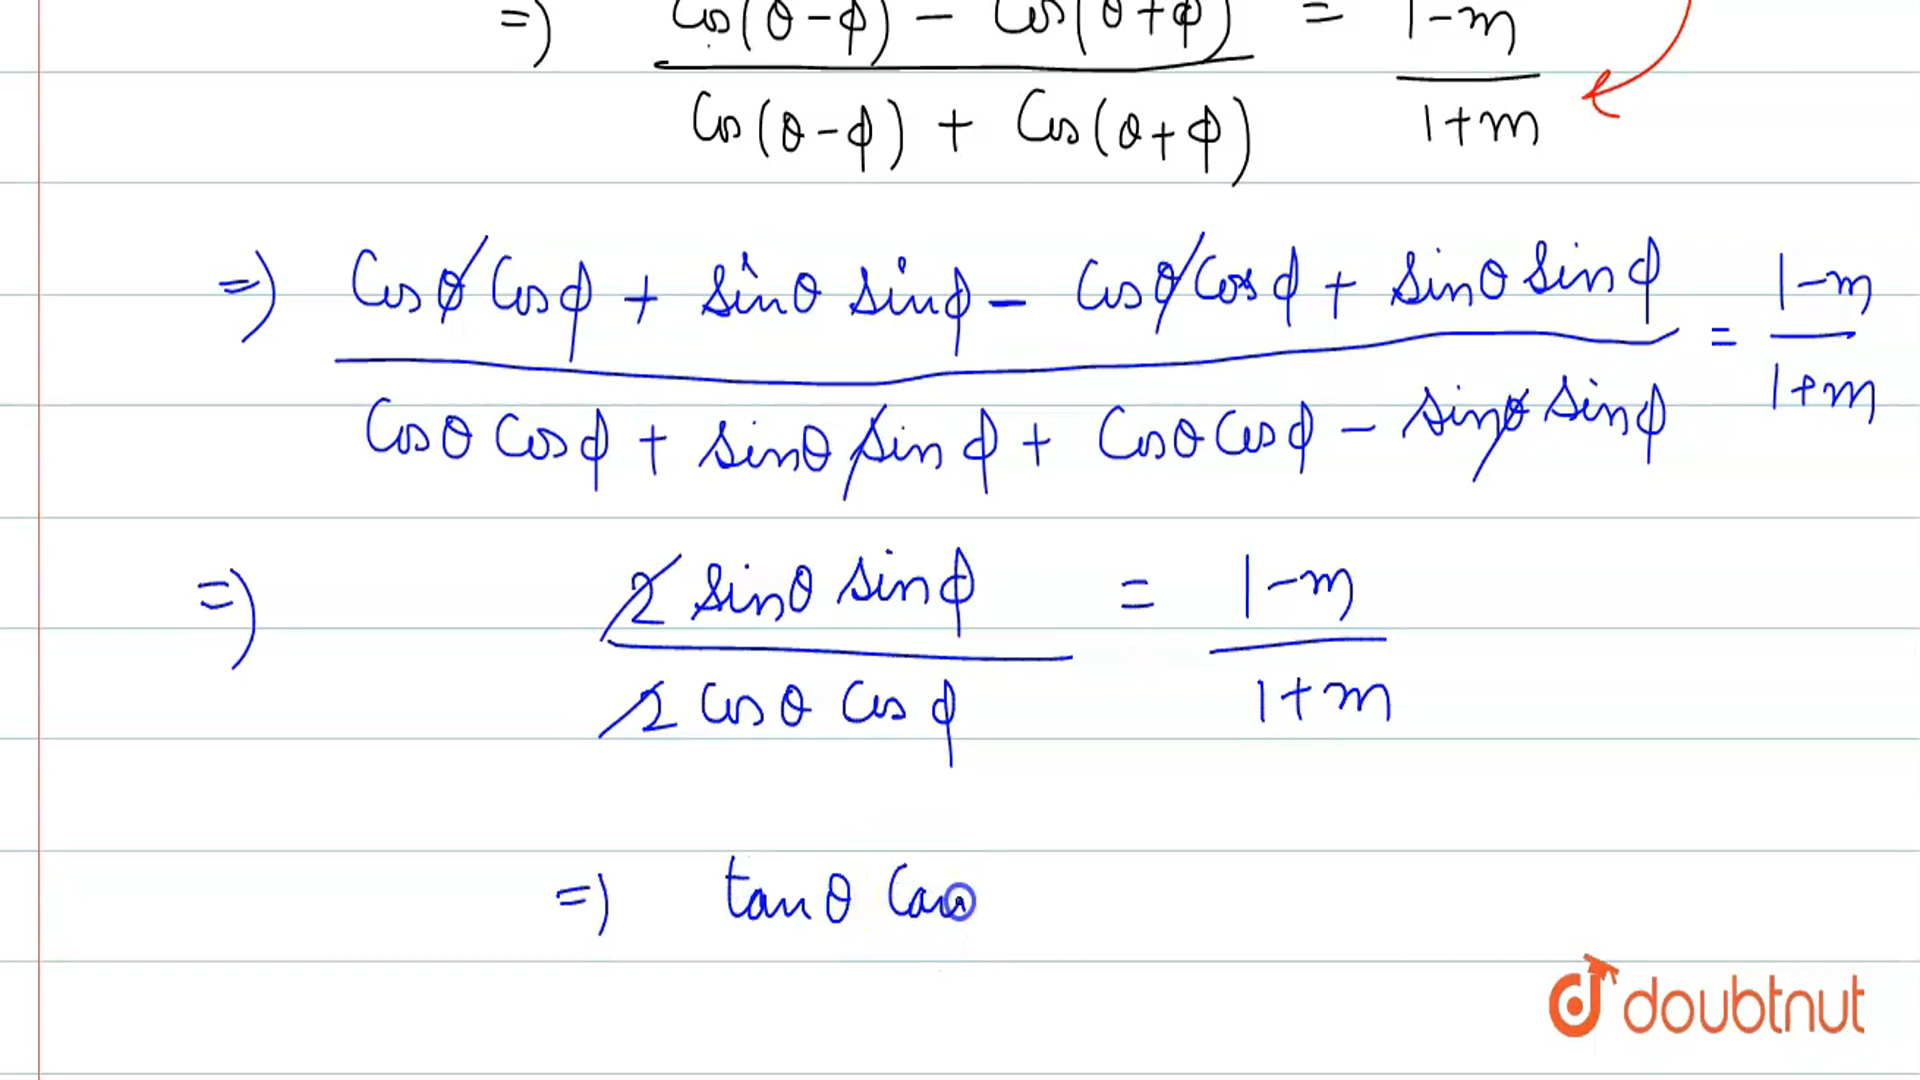 => Cos(θ-ϕ) - Cos(θ+ϕ) = 1-m
Cos(θ-ϕ) + Cos(θ+ϕ) 1+m
=> Cosθ Cosϕ + sinθ sinϕ - Cosθ Cosϕ + sinθ sinϕ = 1-m
Cosθ Cosϕ + sinθ sinϕ + Cosθ Cosϕ - sinθ sinϕ 1+m
=> 2 sinθ sinϕ = 1-m
2 Cosθ Cosϕ 1+m
=> tanθ
doubtnut